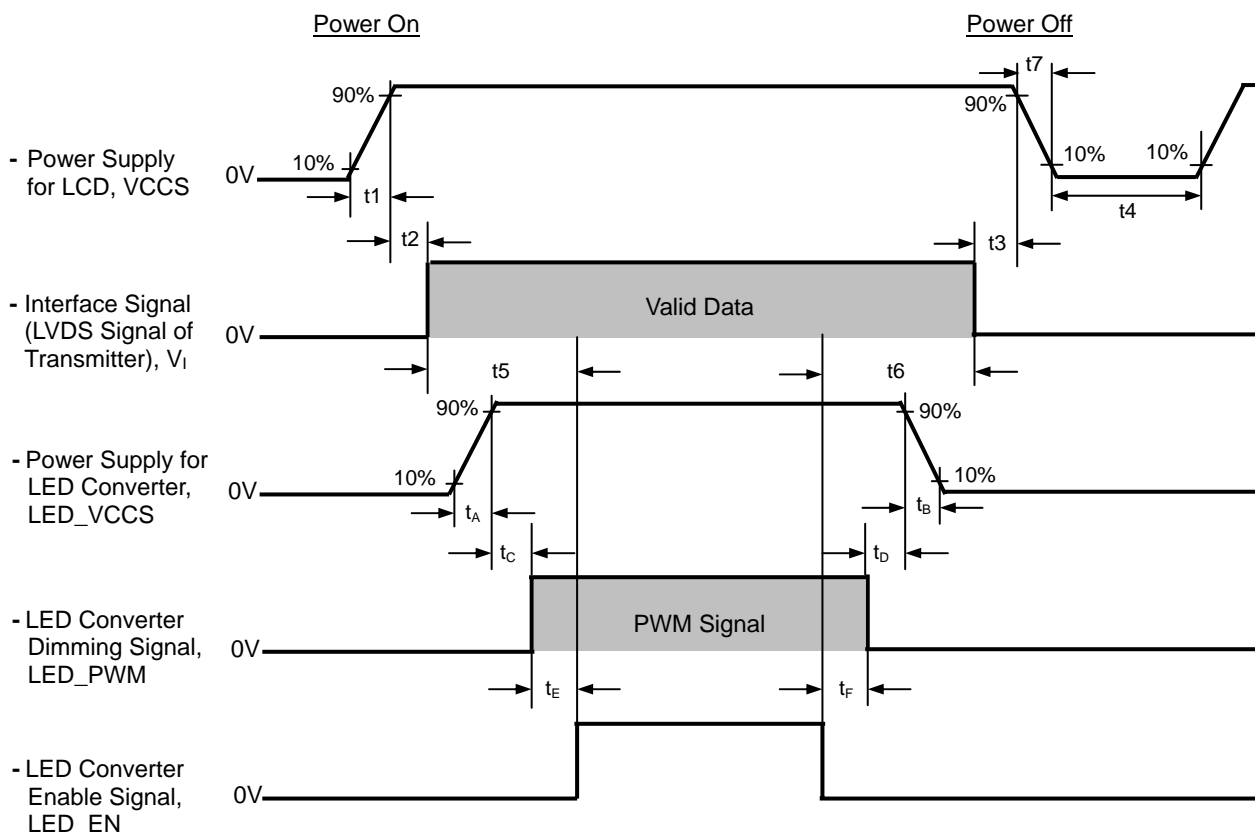 Power On
Power Off
t7
90%
90%
- Power Supply
for LCD, VCCS
10%
10%
10%
0V
t1
t4
t2
t3
- Interface Signal
(LVDS Signal of
Transmitter), VI
0V
Valid Data
t5
t6
90%
90%
- Power Supply for
LED Converter,
LED_VCCS
10%
10%
0V
tA
tB
tC
tD
- LED Converter
Dimming Signal,
LED_PWM
0V
PWM Signal
tE
tF
- LED Converter
Enable Signal,
LED_EN
0V